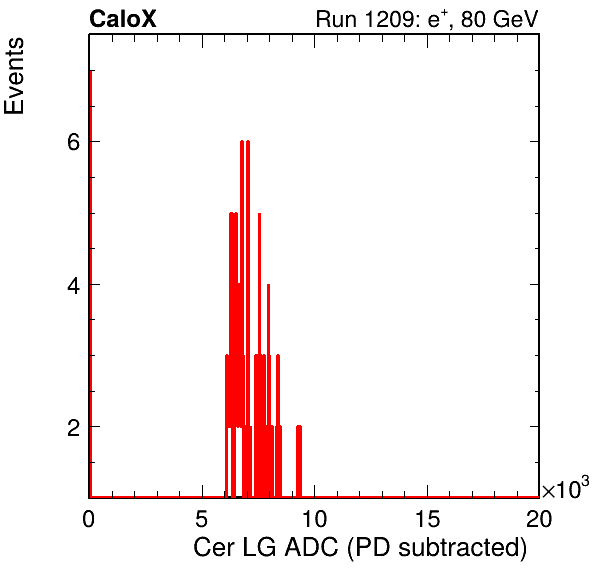 CaloX Run 1209: e⁺, 80 GeV
Events
6
4
2
0 5 10 15 20
×10³
Cer LG ADC (PD subtracted)